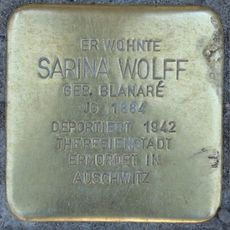 ER WOHNTE
SARINA WOLFF
GEB. BLANARÉ
JG. 1884
DEPORTIERT 1942
THERESIENSTADT
ERMORDET IN
AUSCHWITZ